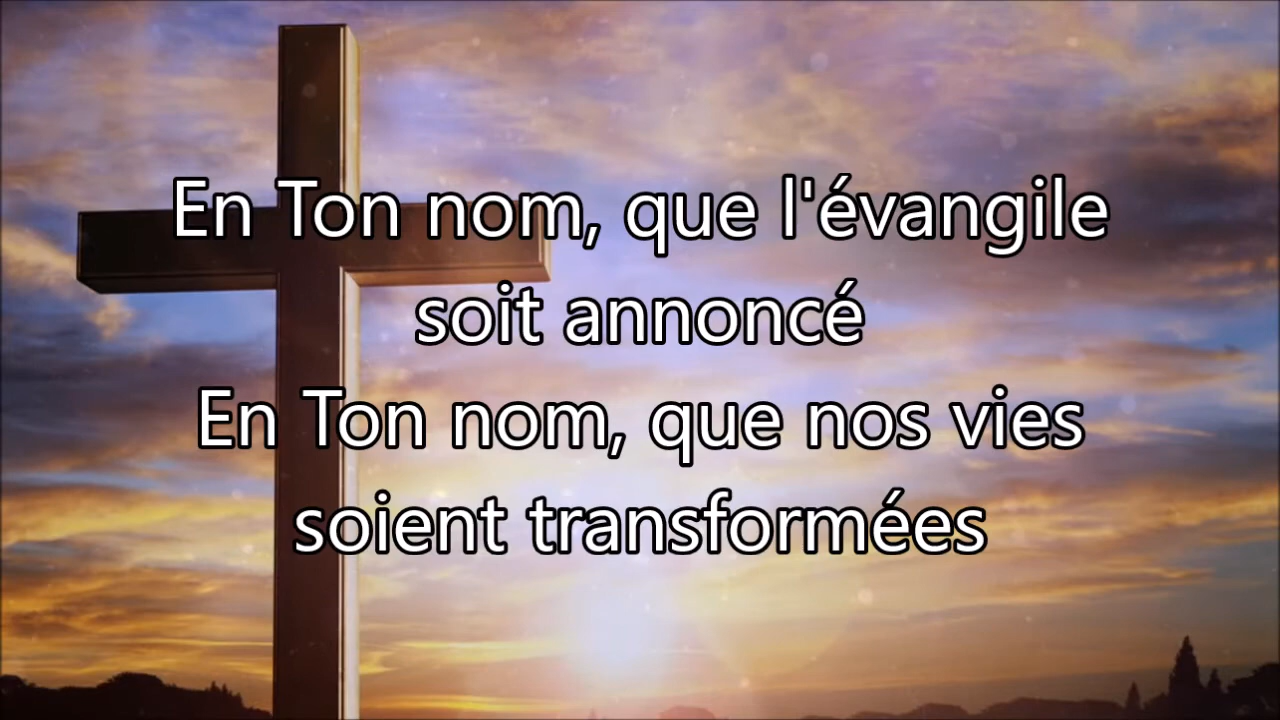 En Ton nom, que l'évangile
soit annoncé
En Ton nom, que nos vies
soient transformées